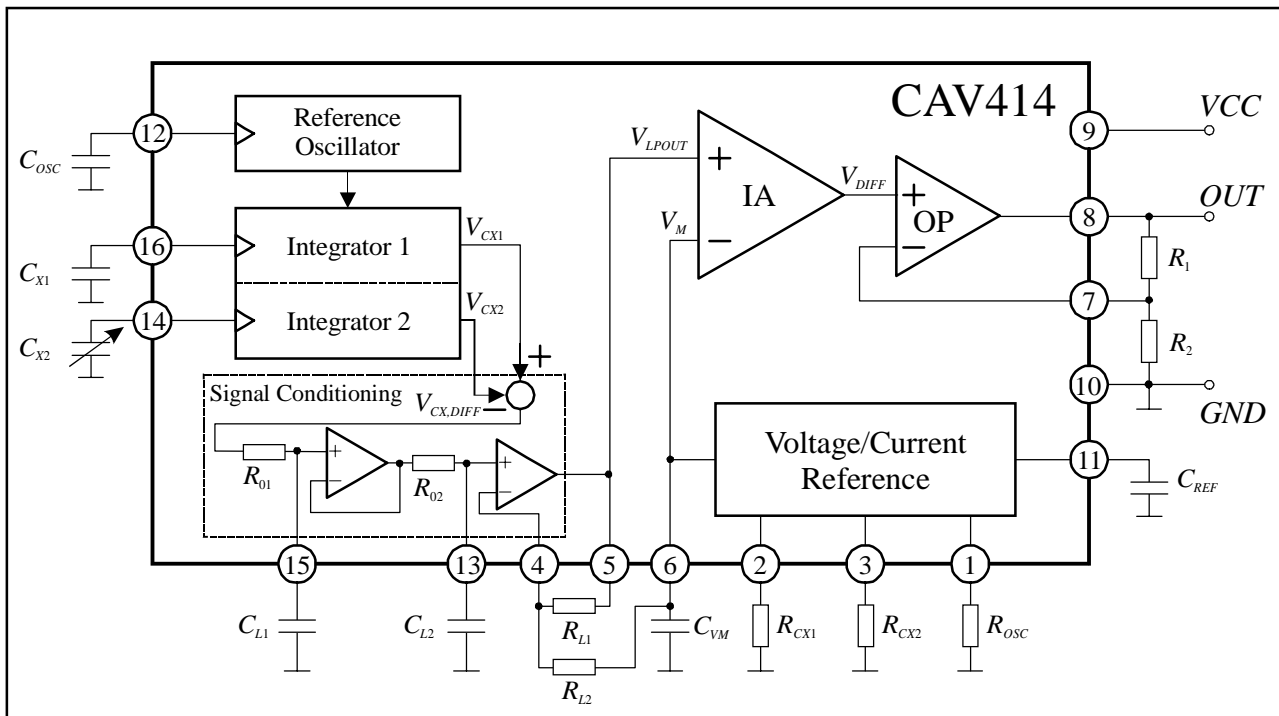 CAV414
Reference
Oscillator
12
9
VCC
C_OSC
V_LPOUT
+
IA
V_DIFF
+
OP
8
OUT
16
Integrator 1
V_CX1
V_M
−
−
R_1
C_X1
14
Integrator 2
V_CX2
7
C_X2
+
R_2
Signal Conditioning
V_CX,DIFF
−
10
GND
Voltage/Current
Reference
11
C_REF
R_01
+
−
R_02
+
−
15
13
4
5
6
2
3
1
C_L1
C_L2
R_L1
C_VM
R_CX1
R_CX2
R_OSC
R_L2